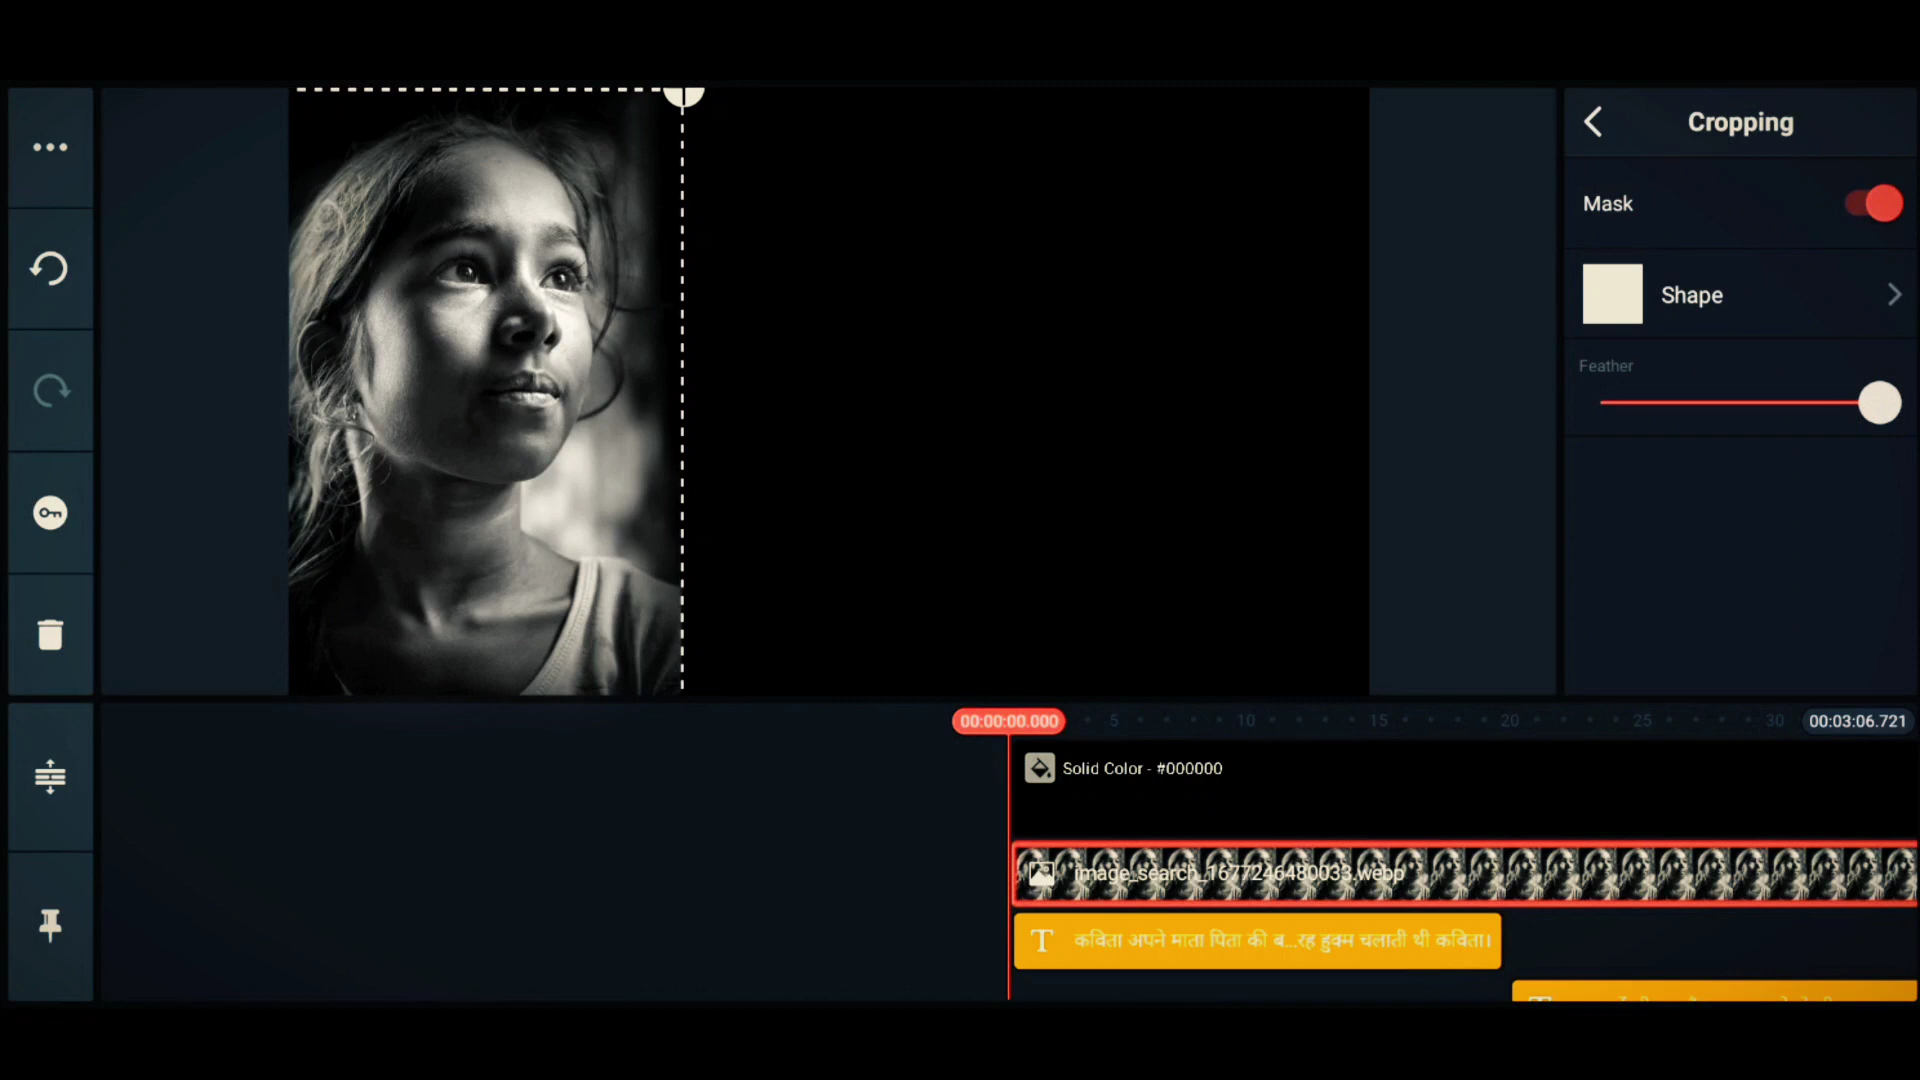 Cropping
Mask
Shape
Feather
00:00:00.000 5 10 15 20 25 30 00:03:06.721
Solid Color - #000000
image_search_1677246480033.webp
T कविता अपने माता पिता की ब...रह हुक्म चलाती थी कविता।